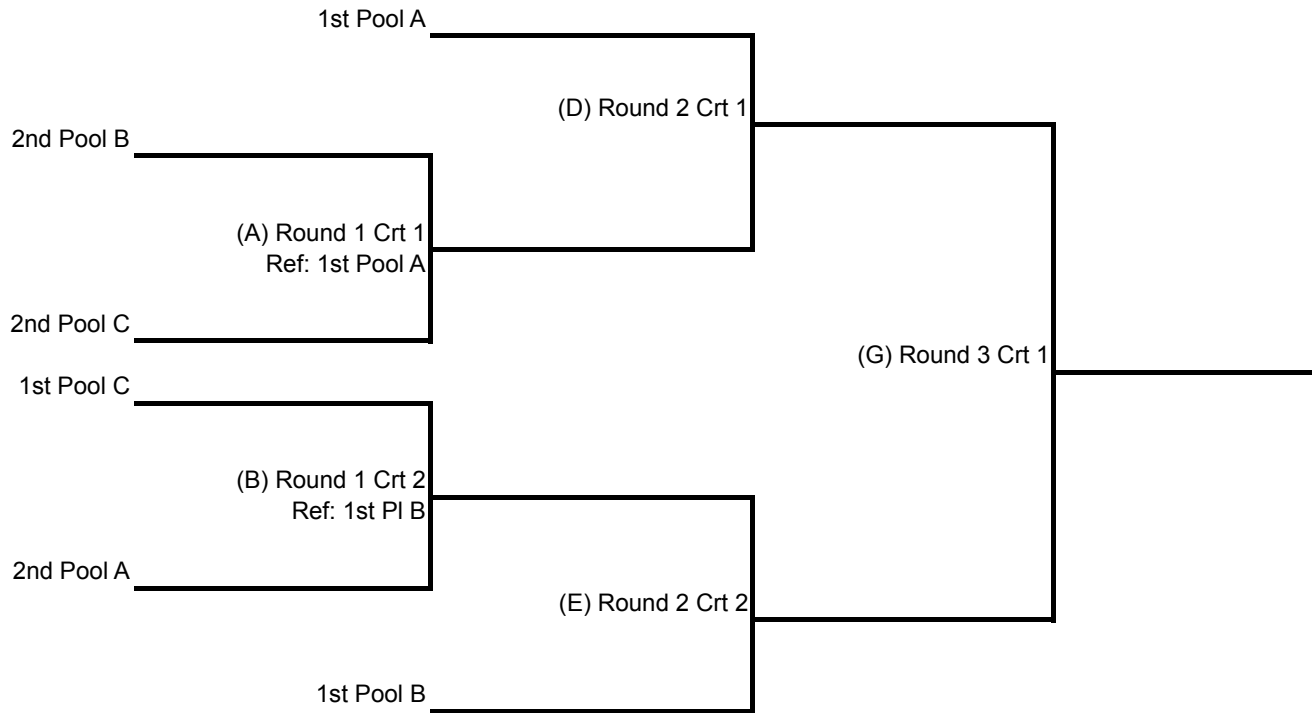 1st Pool A
(D) Round 2 Crt 1
2nd Pool B
(A) Round 1 Crt 1
Ref: 1st Pool A
2nd Pool C
(G) Round 3 Crt 1
1st Pool C
(B) Round 1 Crt 2
Ref: 1st Pl B
2nd Pool A
(E) Round 2 Crt 2
1st Pool B